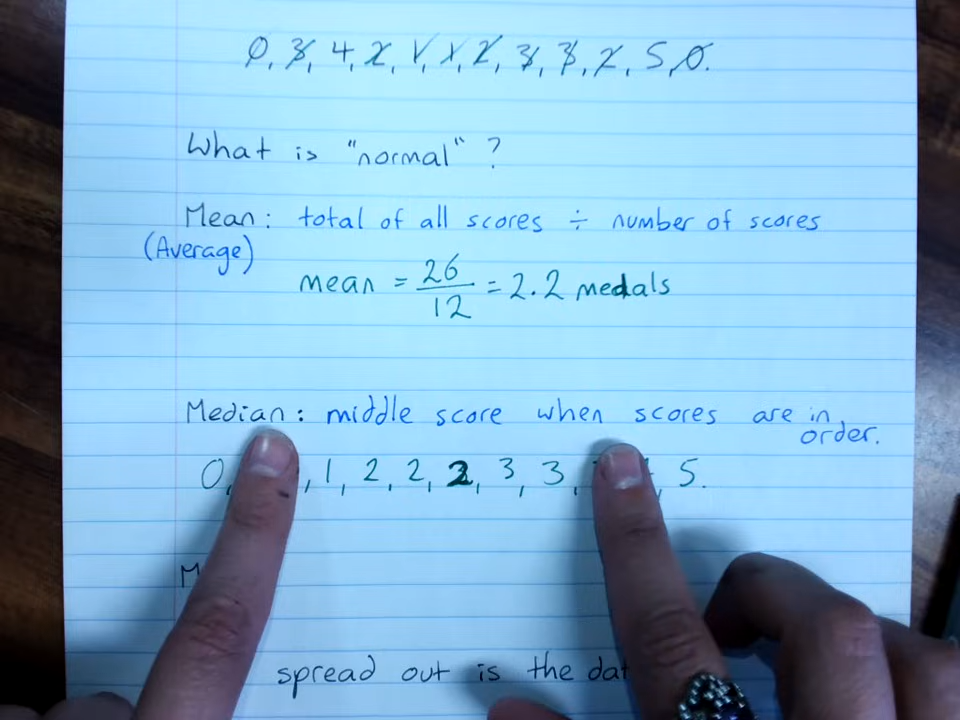 0, 3, 4, 2, 1, 1, 2, 3, 3, 2, 5, 0.
What is "normal" ?
Mean: total of all scores ÷ number of scores
(Average)
mean = 26/12 = 2.2 medals
Median: middle score when scores are in
order.
0, , 1, 2, 2, 2, 3, 3, , 5.
spread out is the